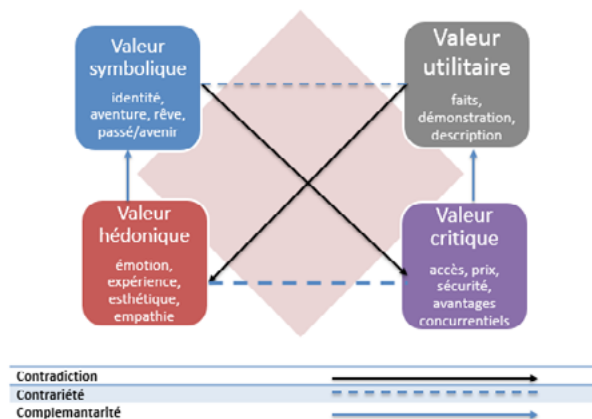 Valeur
symbolique
identité,
aventure, rêve,
passé/avenir
Valeur
utilitaire
faits,
démonstration,
description
Valeur
hédonique
émotion,
expérience,
esthétique,
empathie
Valeur
critique
accès, prix,
sécurité,
avantages
concurrentiels
Contradiction
Contrariété
Complémantarité